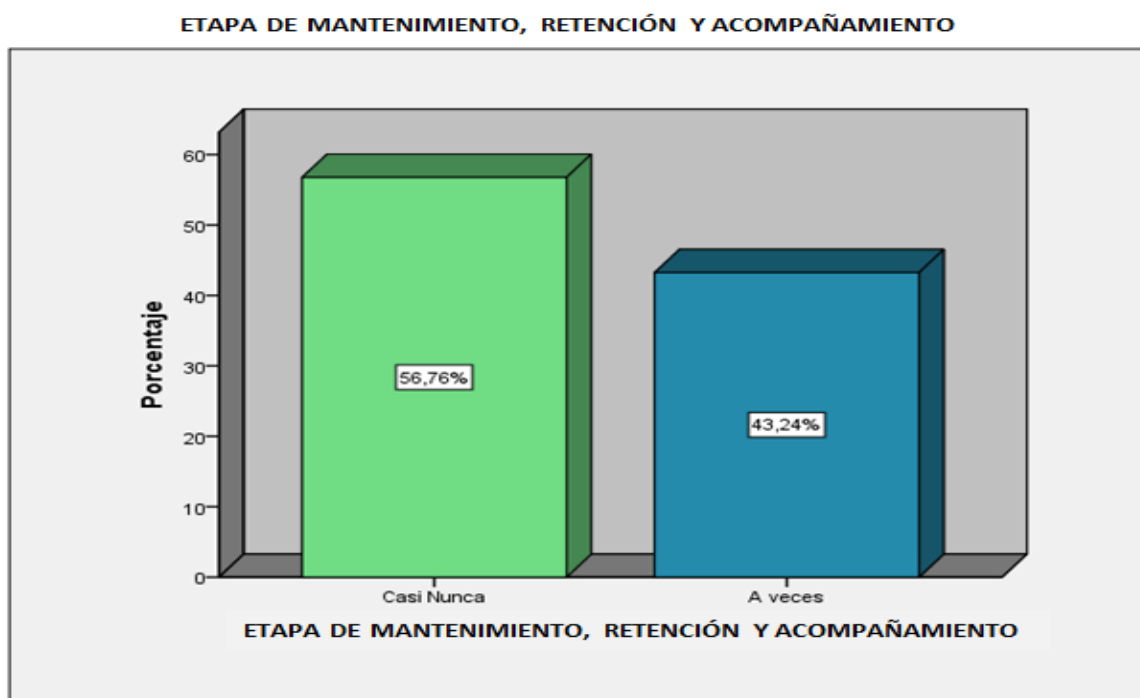 ETAPA DE MANTENIMIENTO, RETENCIÓN Y ACOMPAÑAMIENTO
Porcentaje
60
50
40
30
20
10
0
56,76%
43,24%
Casi Nunca
A veces
ETAPA DE MANTENIMIENTO, RETENCIÓN Y ACOMPAÑAMIENTO